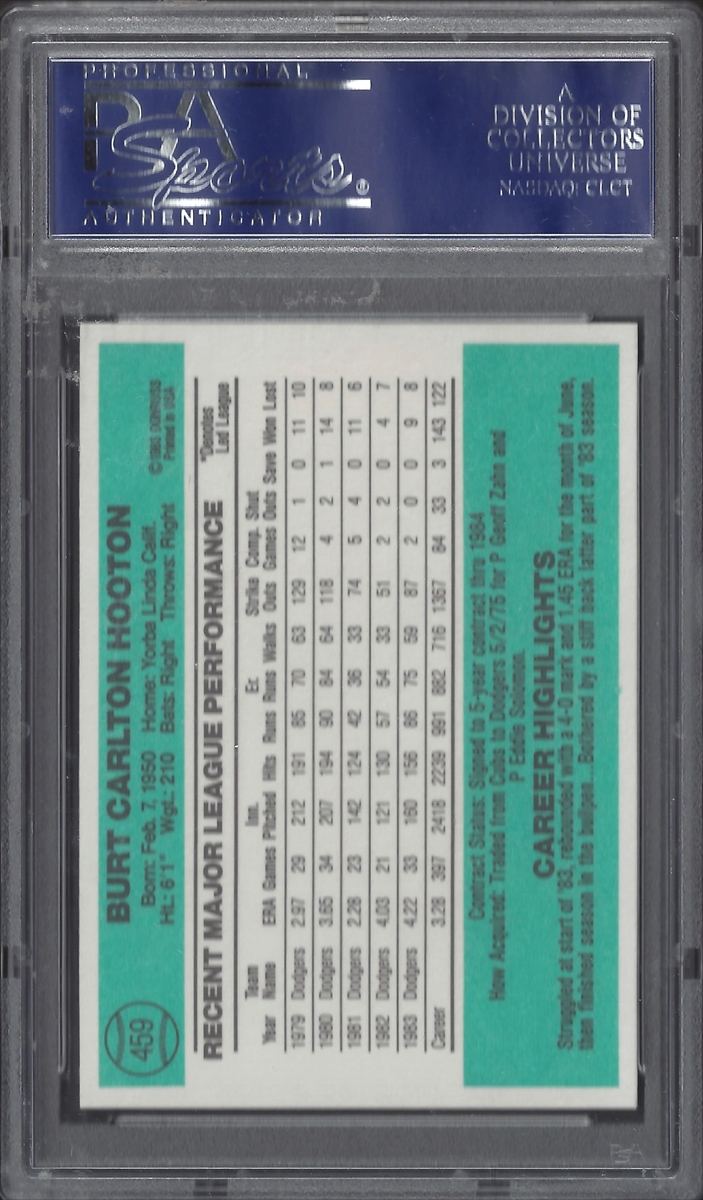 PROFESSIONAL
PSA
Sports®
AUTHENTICATOR
A
DIVISION OF
COLLECTORS
UNIVERSE
NASDAQ: CLCT
459
BURT CARLTON HOOTON
Born: Feb. 7, 1950 Home: Yorba Linda Calif.
Ht.: 6'1" Wgt.: 210 Bats: Right Throws: Right
©1983 DONRUSS
Printed in USA
RECENT MAJOR LEAGUE PERFORMANCE
*Denotes
Led League
Team Inn. Er. Strike Comp. Shut
Year Name ERA Games Pitched Hits Runs Runs Walks Outs Games Outs Save Won Lost
1979 Dodgers 2.97 29 212 191 85 70 63 129 12 1 0 11 10
1980 Dodgers 3.65 34 207 194 90 84 64 118 4 2 1 14 8
1981 Dodgers 2.28 23 142 124 42 36 33 74 5 4 0 11 6
1982 Dodgers 4.03 21 121 130 57 54 33 51 2 2 0 4 7
1983 Dodgers 4.22 33 160 156 86 75 59 87 2 0 0 9 8
Career 3.28 397 2418 2239 991 882 716 1367 84 33 3 143 122
Contract Status: Signed to 5-year contract thru 1984
How Acquired: Traded from Cubs to Dodgers 5/2/75 for P Geoff Zahn and
P Eddie Solomon.
CAREER HIGHLIGHTS
Struggled at start of '83, rebounded with a 4-0 mark and 1.45 ERA for the month of June,
then finished season in the bullpen...Bothered by a stiff back latter part of '83 season.
PSA